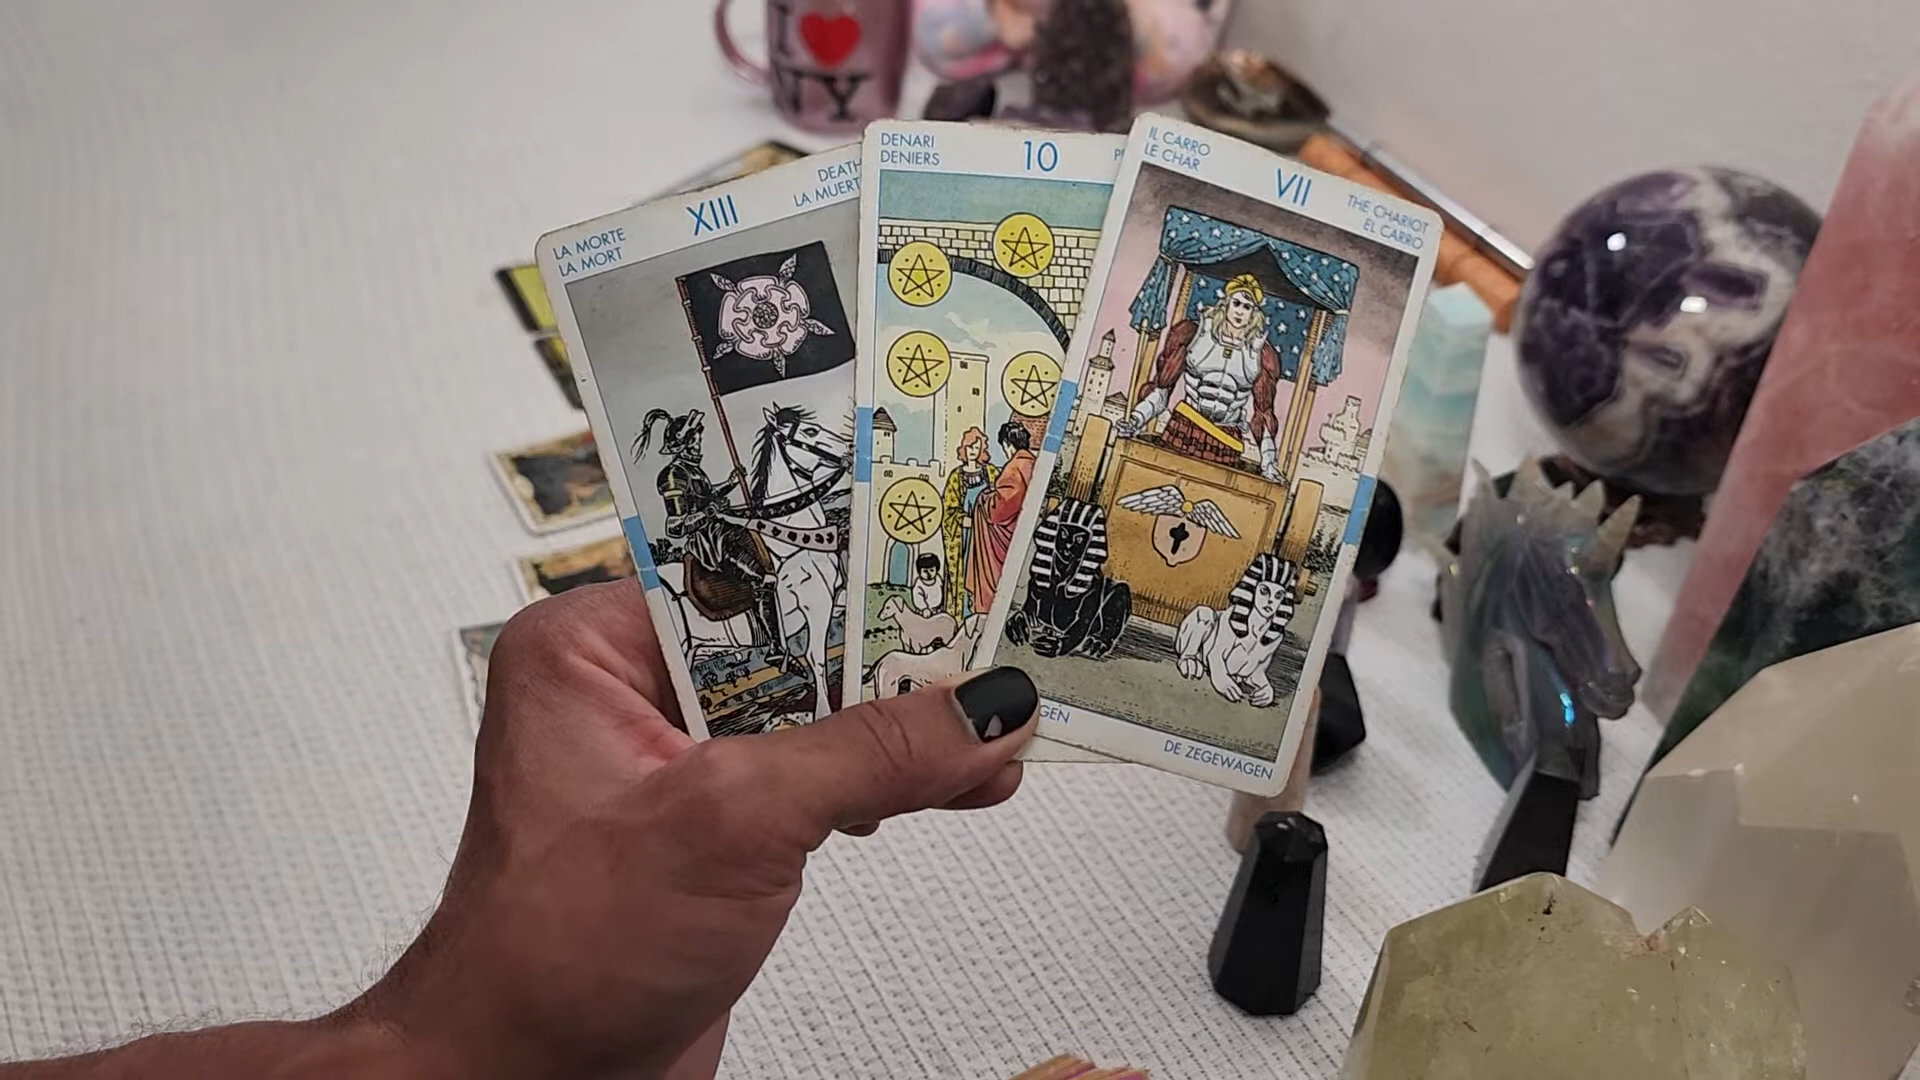 I ❤ NY
LA MORTE
LA MORT
XIII
DEATH
LA MUERT
DENARI
DENIERS
10
IL CARRO
LE CHAR
VII
THE CHARIOT
EL CARRO
GEN
DE ZEGEWAGEN